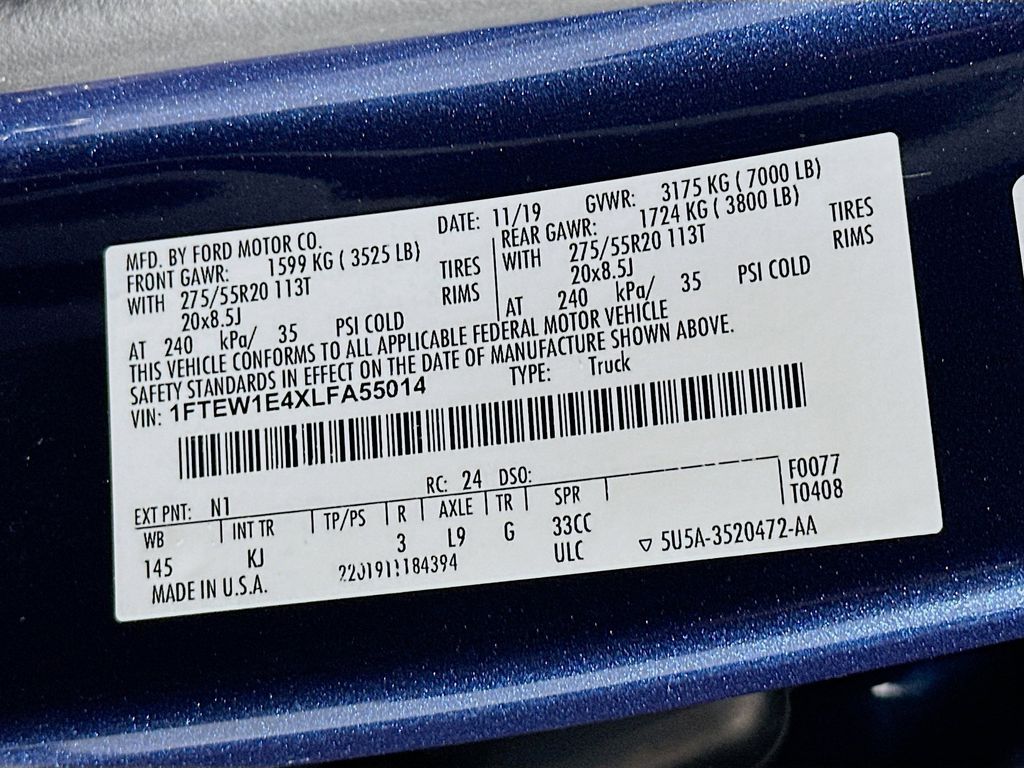 MFD. BY FORD MOTOR CO. DATE: 11/19 GVWR: 3175 KG ( 7000 LB)
FRONT GAWR: 1599 KG ( 3525 LB) REAR GAWR: 1724 KG ( 3800 LB)
WITH 275/55R20 113T TIRES WITH 275/55R20 113T TIRES
20x8.5J RIMS 20x8.5J RIMS
AT 240 kPa/ 35 PSI COLD AT 240 kPa/ 35 PSI COLD
THIS VEHICLE CONFORMS TO ALL APPLICABLE FEDERAL MOTOR VEHICLE
SAFETY STANDARDS IN EFFECT ON THE DATE OF MANUFACTURE SHOWN ABOVE.
VIN: 1FTEW1E4XLFA55014 TYPE: Truck
EXT PNT: N1 RC: 24 DSO: F0077
WB INT TR TP/PS R AXLE TR SPR T0408
145 KJ 3 L9 G 33CC
ULC ▽ 5U5A-3520472-AA
MADE IN U.S.A.